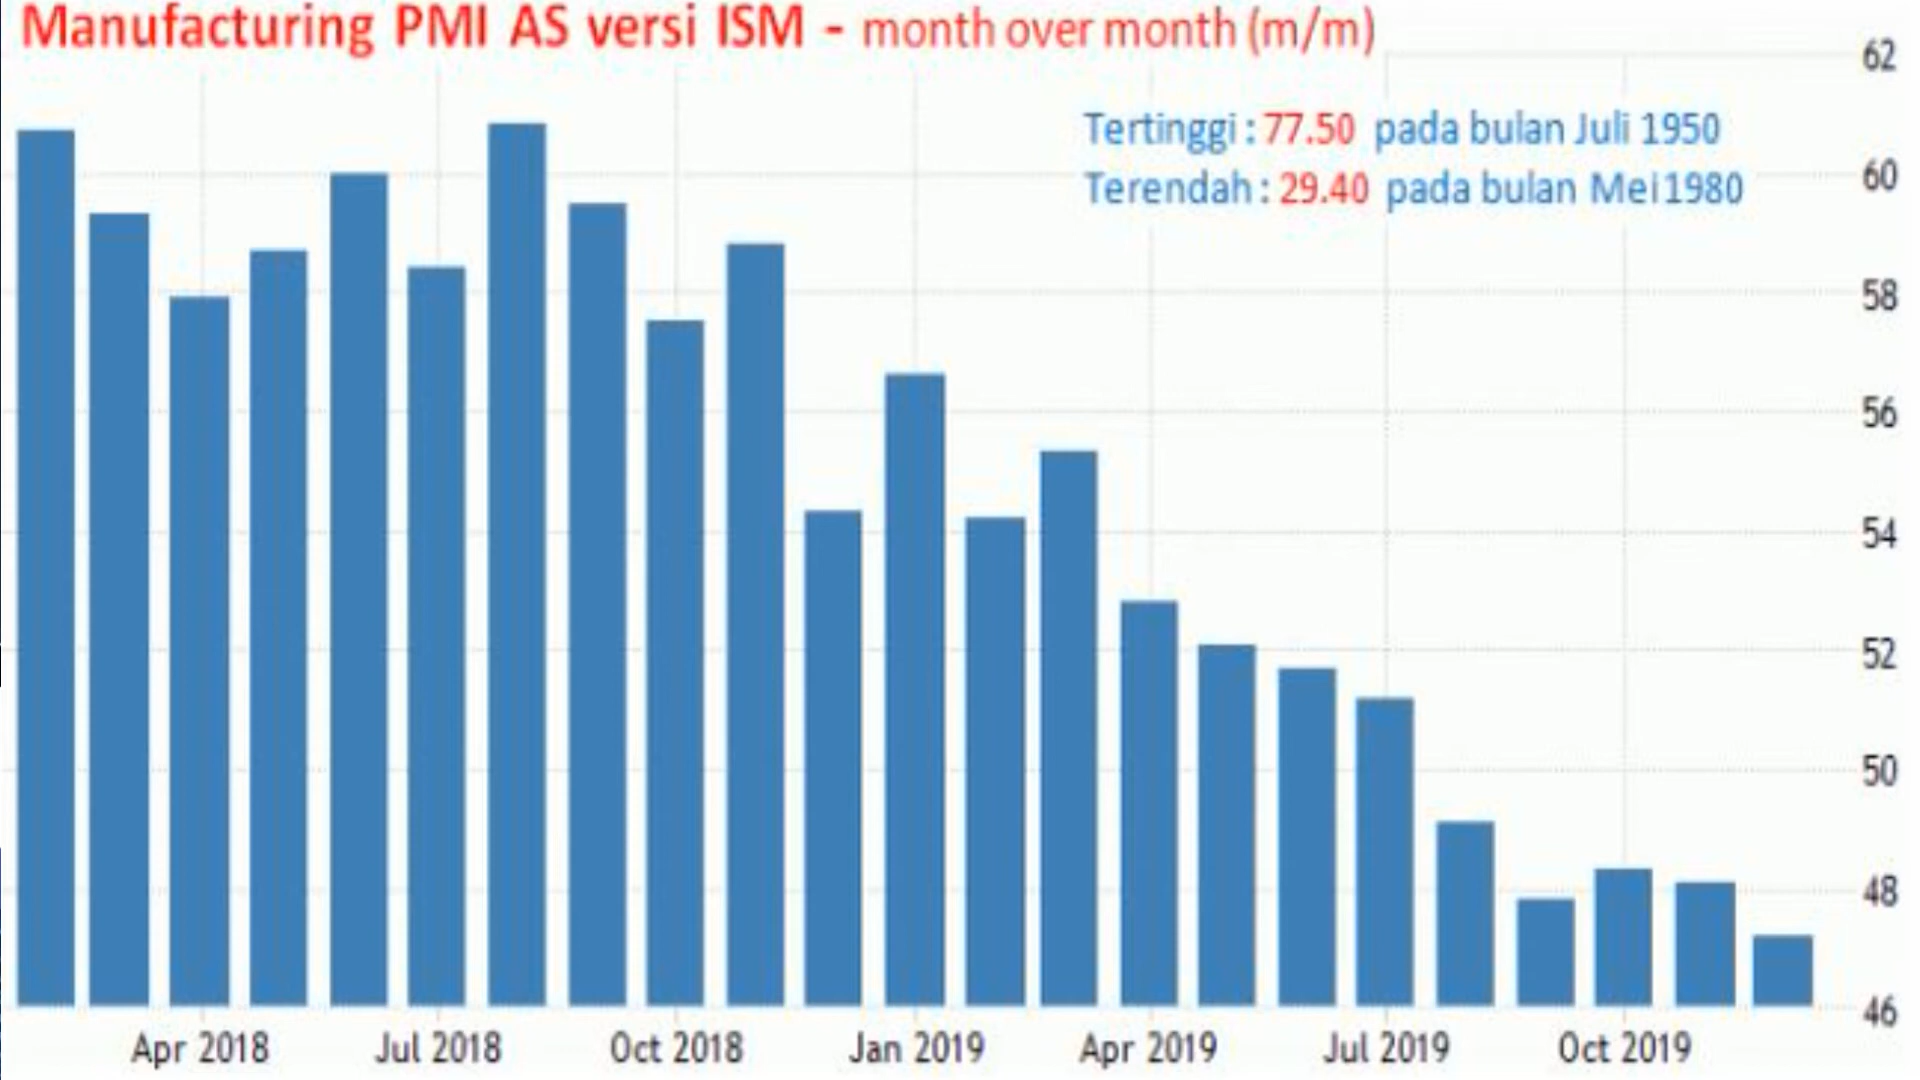 Manufacturing PMI AS versi ISM - month over month (m/m)
Tertinggi : 77.50 pada bulan Juli 1950
Terendah : 29.40 pada bulan Mei 1980
62
60
58
56
54
52
50
48
46
Apr 2018 Jul 2018 Oct 2018 Jan 2019 Apr 2019 Jul 2019 Oct 2019